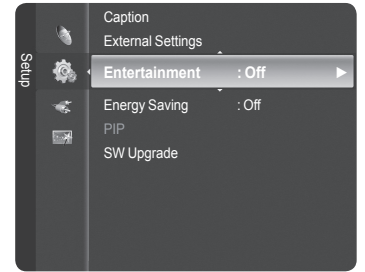 Setup
Caption
External Settings
Entertainment : Off
Energy Saving : Off
PIP
SW Upgrade